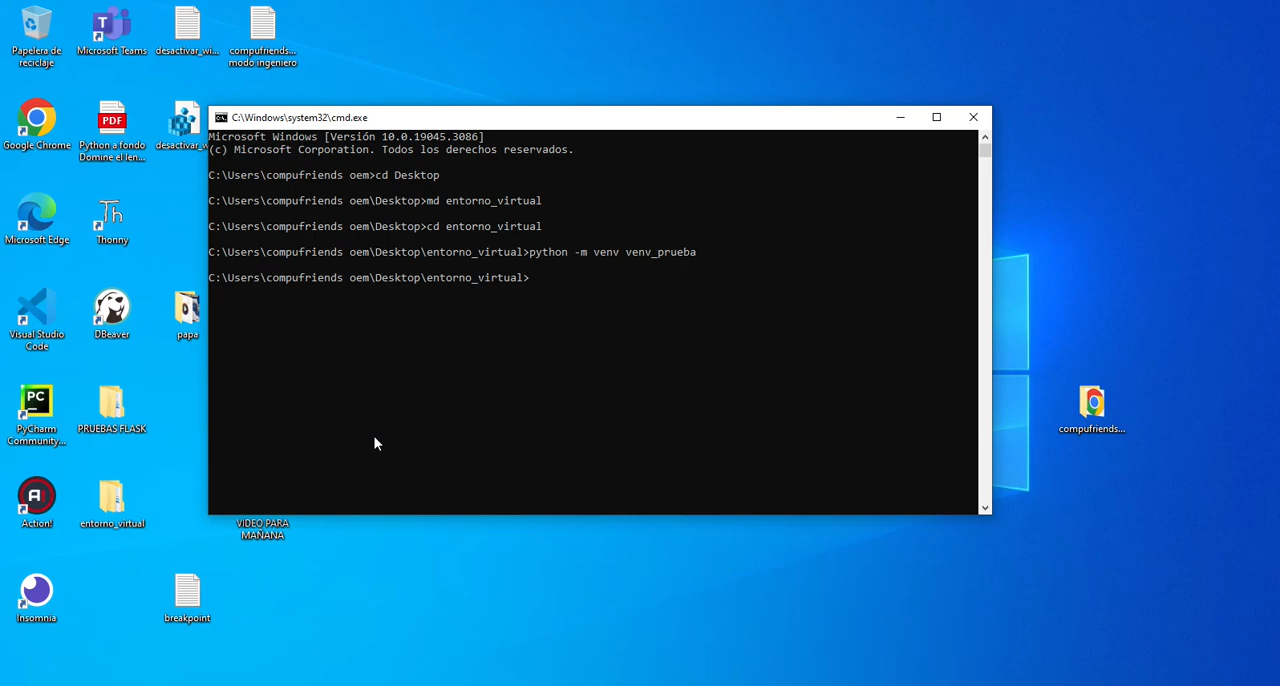 Papelera de
reciclaje
Microsoft Teams
desactivar_wi...
compufriends...
modo ingeniero
Google Chrome
PDF
Python a fondo
Domine el len...
desactivar_w
Microsoft Edge
Th
Thonny
Visual Studio
Code
DBeaver
papa
PC
PyCharm
Community...
PRUEBAS FLASK
Action!
entorno_virtual
VIDEO PARA
MAÑANA
Insomnia
breakpoint
C:\Windows\system32\cmd.exe
Microsoft Windows [Versión 10.0.19045.3086]
(c) Microsoft Corporation. Todos los derechos reservados.
C:\Users\compufriends oem>cd Desktop
C:\Users\compufriends oem\Desktop>md entorno_virtual
C:\Users\compufriends oem\Desktop>cd entorno_virtual
C:\Users\compufriends oem\Desktop\entorno_virtual>python -m venv venv_prueba
C:\Users\compufriends oem\Desktop\entorno_virtual>
compufriends...